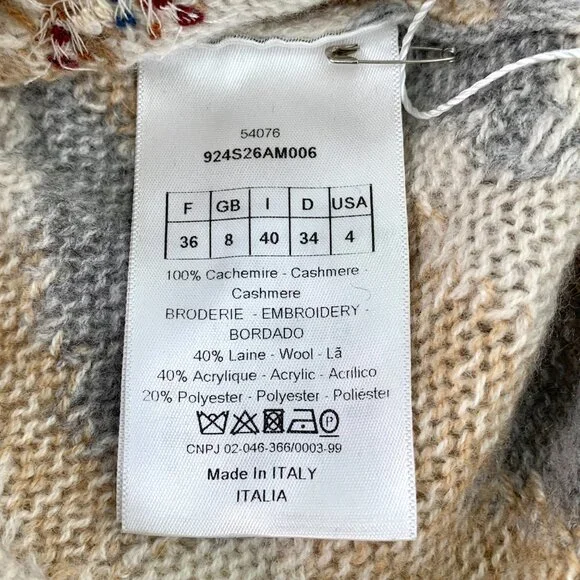 54076
924S26AM006
F GB I D USA
36 8 40 34 4
100% Cachemire - Cashmere -
Cashmere
BRODERIE - EMBROIDERY -
BORDADO
40% Laine - Wool - Lã
40% Acrylique - Acrylic - Acrílico
20% Polyester - Polyester - Poliéster
P
CNPJ 02-046-366/0003-99
Made In ITALY
ITALIA